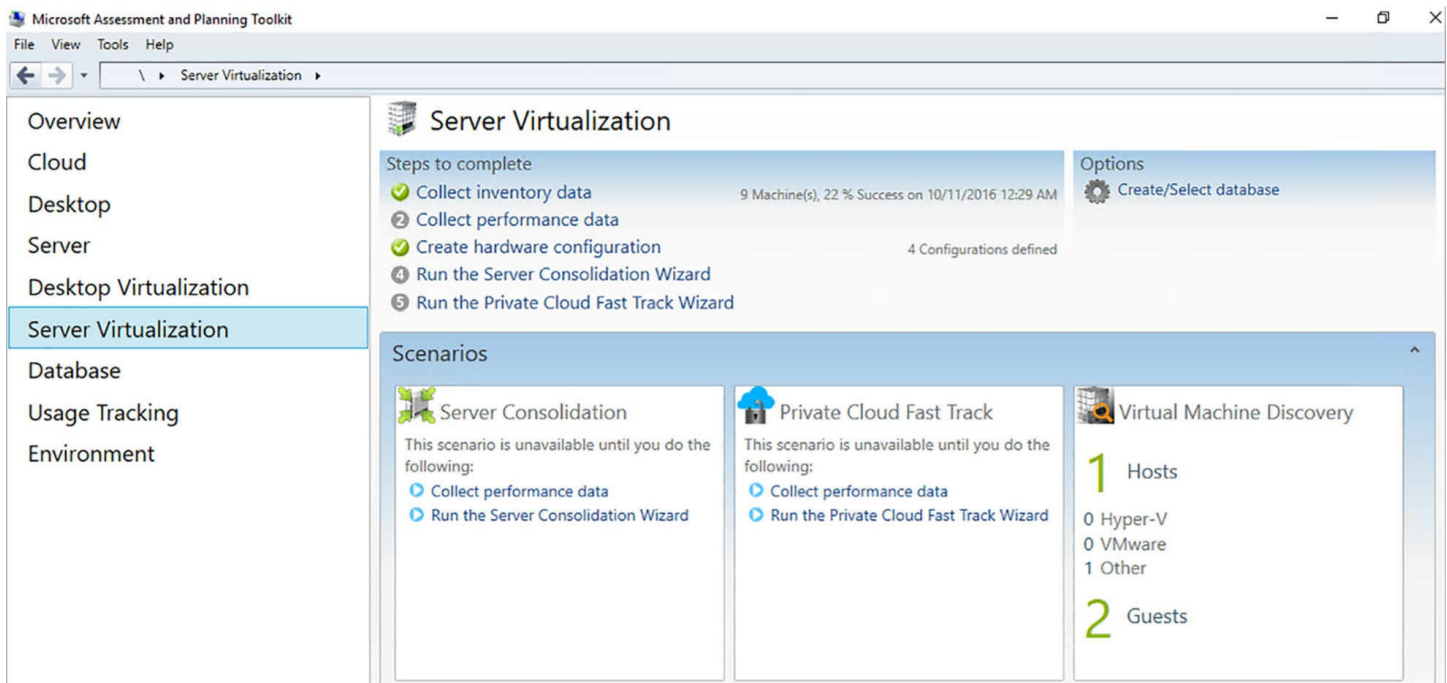 Microsoft Assessment and Planning Toolkit
File View Tools Help
\ Server Virtualization
Overview
Cloud
Desktop
Server
Desktop Virtualization
Server Virtualization
Database
Usage Tracking
Environment
Server Virtualization
Steps to complete
Collect inventory data 9 Machine(s), 22 % Success on 10/11/2016 12:29 AM
2 Collect performance data
Create hardware configuration 4 Configurations defined
4 Run the Server Consolidation Wizard
5 Run the Private Cloud Fast Track Wizard
Options
Create/Select database
Scenarios
Server Consolidation
This scenario is unavailable until you do the
following:
Collect performance data
Run the Server Consolidation Wizard
Private Cloud Fast Track
This scenario is unavailable until you do the
following:
Collect performance data
Run the Private Cloud Fast Track Wizard
Virtual Machine Discovery
1 Hosts
0 Hyper-V
0 VMware
1 Other
2 Guests